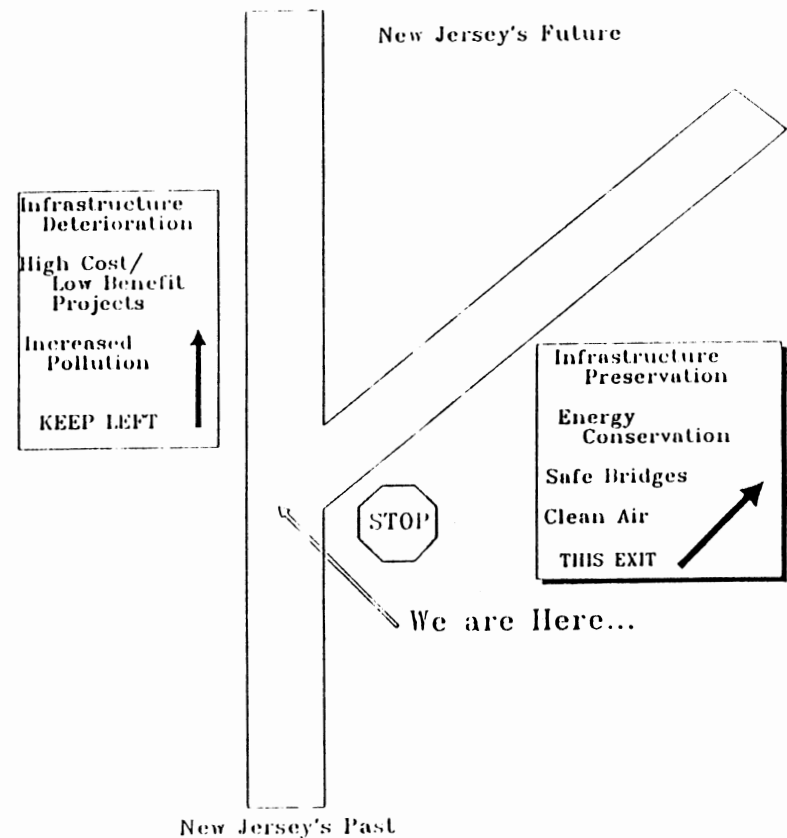 New Jersey's Future
Infrastructure
Deterioration
High Cost/
Low Benefit
Projects
Increased
Pollution
KEEP LEFT
Infrastructure
Preservation
Energy
Conservation
Safe Bridges
Clean Air
THIS EXIT
STOP
We are Here...
New Jersey's Past